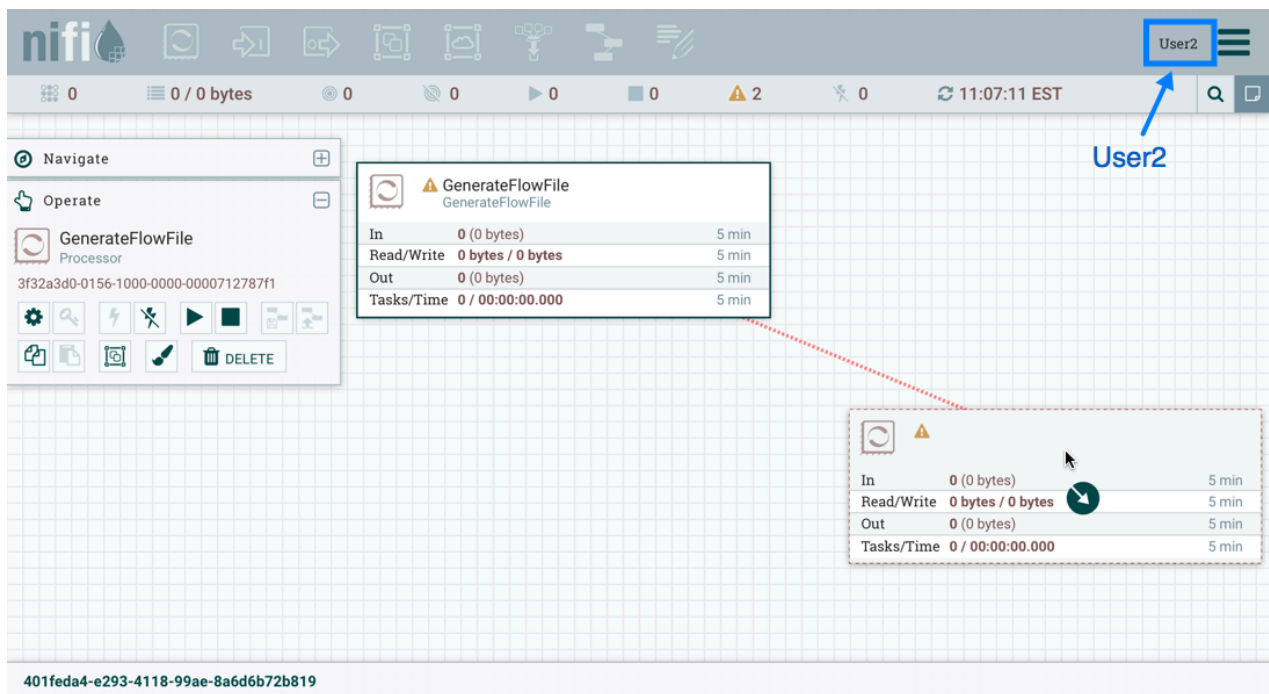 nifi
User2
0 0 / 0 bytes 0 0 0 0 2 0 11:07:11 EST
User2
Navigate
Operate
GenerateFlowFile
Processor
3f32a3d0-0156-1000-0000-0000712787f1
DELETE
GenerateFlowFile
GenerateFlowFile
In 0 (0 bytes) 5 min
Read/Write 0 bytes / 0 bytes 5 min
Out 0 (0 bytes) 5 min
Tasks/Time 0 / 00:00:00.000 5 min
In 0 (0 bytes) 5 min
Read/Write 0 bytes / 0 bytes 5 min
Out 0 (0 bytes) 5 min
Tasks/Time 0 / 00:00:00.000 5 min
401feda4-e293-4118-99ae-8a6d6b72b819